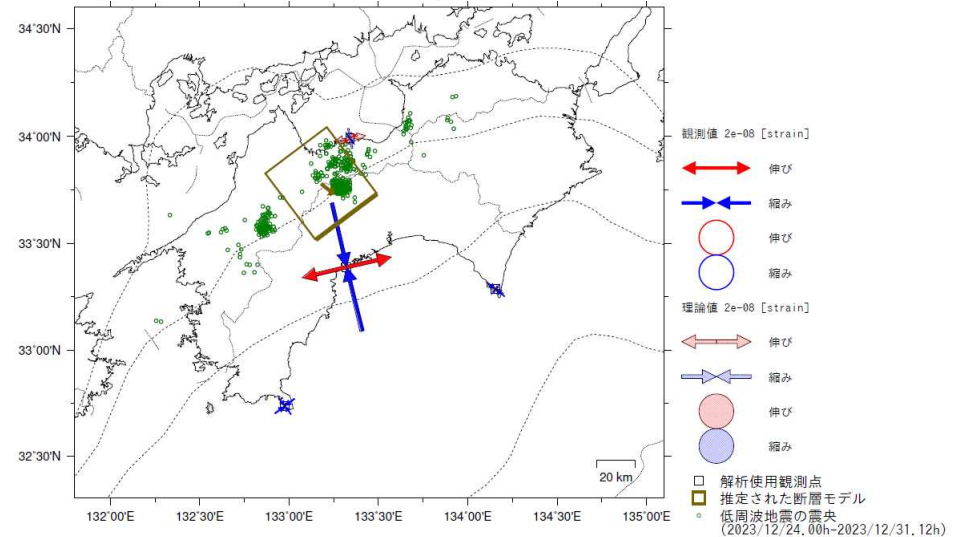 34°30'N
34°00'N
33°30'N
33°00'N
32°30'N
132°00'E
132°30'E
133°00'E
133°30'E
134°00'E
134°30'E
135°00'E
20 km
観測値 2e-08 [strain]
伸び
縮み
伸び
縮み
理論値 2e-08 [strain]
伸び
縮み
伸び
縮み
解析使用観測点
推定された断層モデル
低周波地震の震央
(2023/12/24.00h-2023/12/31.12h)